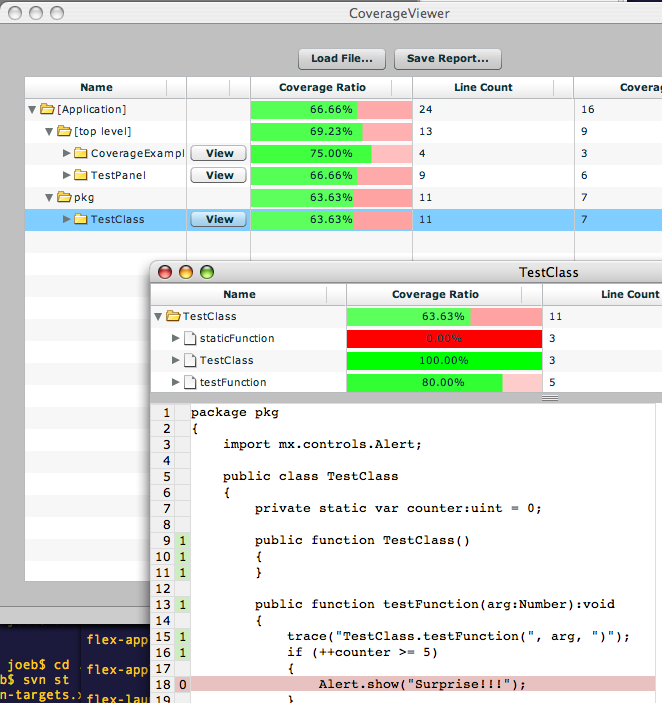 CoverageViewer
Load File... Save Report...
Name Coverage Ratio Line Count Coverag
[Application] 66.66% 24 16
[top level] 69.23% 13 9
CoverageExampl View 75.00% 4 3
TestPanel View 66.66% 9 6
pkg 63.63% 11 7
TestClass View 63.63% 11 7
TestClass
Name Coverage Ratio Line Count
TestClass 63.63% 11
staticFunction 0.00% 3
TestClass 100.00% 3
testFunction 80.00% 5
1 package pkg
2 {
3 import mx.controls.Alert;
4
5 public class TestClass
6 {
7 private static var counter:uint = 0;
8
9 1 public function TestClass()
10 1 {
11 1 }
12
13 1 public function testFunction(arg:Number):void
14 {
15 1 trace("TestClass.testFunction(", arg, ")");
16 1 if (++counter >= 5)
17 {
18 0 Alert.show("Surprise!!!");
19 }
joeb$ cd
b$ svn st
n-targets.x
flex-app
flex-app
flex-lau